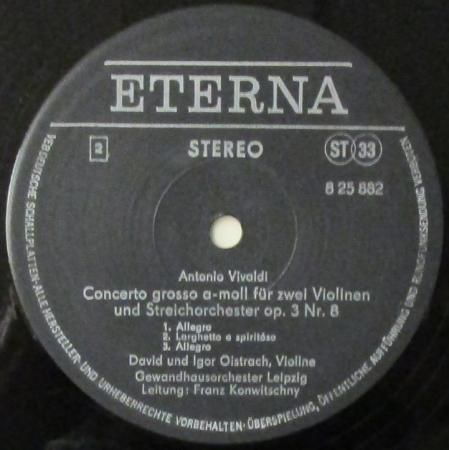 ETERNA
2 STEREO ST 33
8 25 882
Antonio Vivaldi
Concerto grosso a-moll für zwei Violinen
und Streichorchester op. 3 Nr. 8
1. Allegro
2. Larghetto e spiritóso
3. Allegro
David und Igor Oistrach, Violine
Gewandhausorchester Leipzig
Leitung: Franz Konwitschny
VEB DEUTSCHE SCHALLPLATTEN · ALLE HERSTELLER- UND URHEBERRECHTE VORBEHALTEN · ÜBERSPIELUNG, ÖFFENTLICHE AUFFÜHRUNG UND RUNDFUNKSENDUNG VERBOTEN